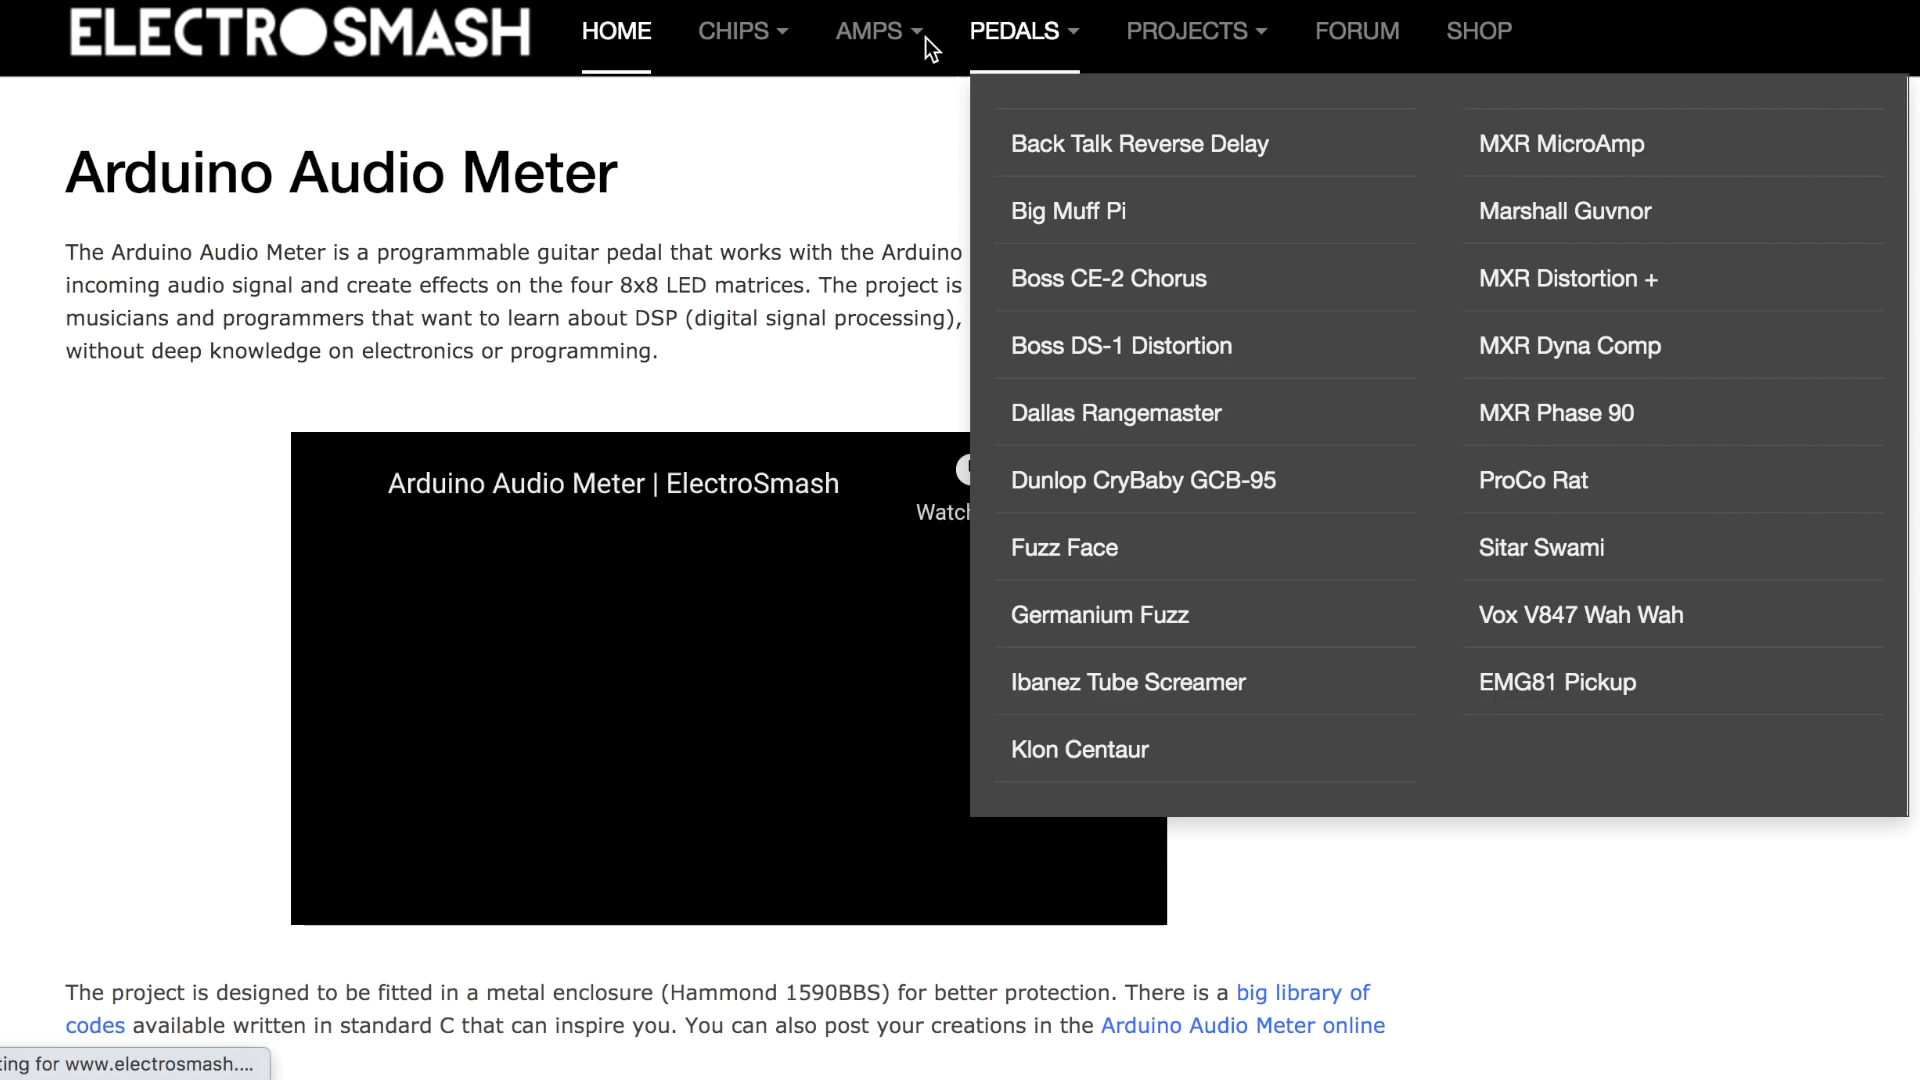 ELECTROSMASH
HOME CHIPS AMPS PEDALS PROJECTS FORUM SHOP
Arduino Audio Meter
The Arduino Audio Meter is a programmable guitar pedal that works with the Arduino
incoming audio signal and create effects on the four 8x8 LED matrices. The project is
musicians and programmers that want to learn about DSP (digital signal processing),
without deep knowledge on electronics or programming.
Arduino Audio Meter | ElectroSmash
Back Talk Reverse Delay
Big Muff Pi
Boss CE-2 Chorus
Boss DS-1 Distortion
Dallas Rangemaster
Dunlop CryBaby GCB-95
Fuzz Face
Germanium Fuzz
Ibanez Tube Screamer
Klon Centaur
MXR MicroAmp
Marshall Guvnor
MXR Distortion +
MXR Dyna Comp
MXR Phase 90
ProCo Rat
Sitar Swami
Vox V847 Wah Wah
EMG81 Pickup
The project is designed to be fitted in a metal enclosure (Hammond 1590BBS) for better protection. There is a big library of
codes available written in standard C that can inspire you. You can also post your creations in the Arduino Audio Meter online
for www.electrosmash....